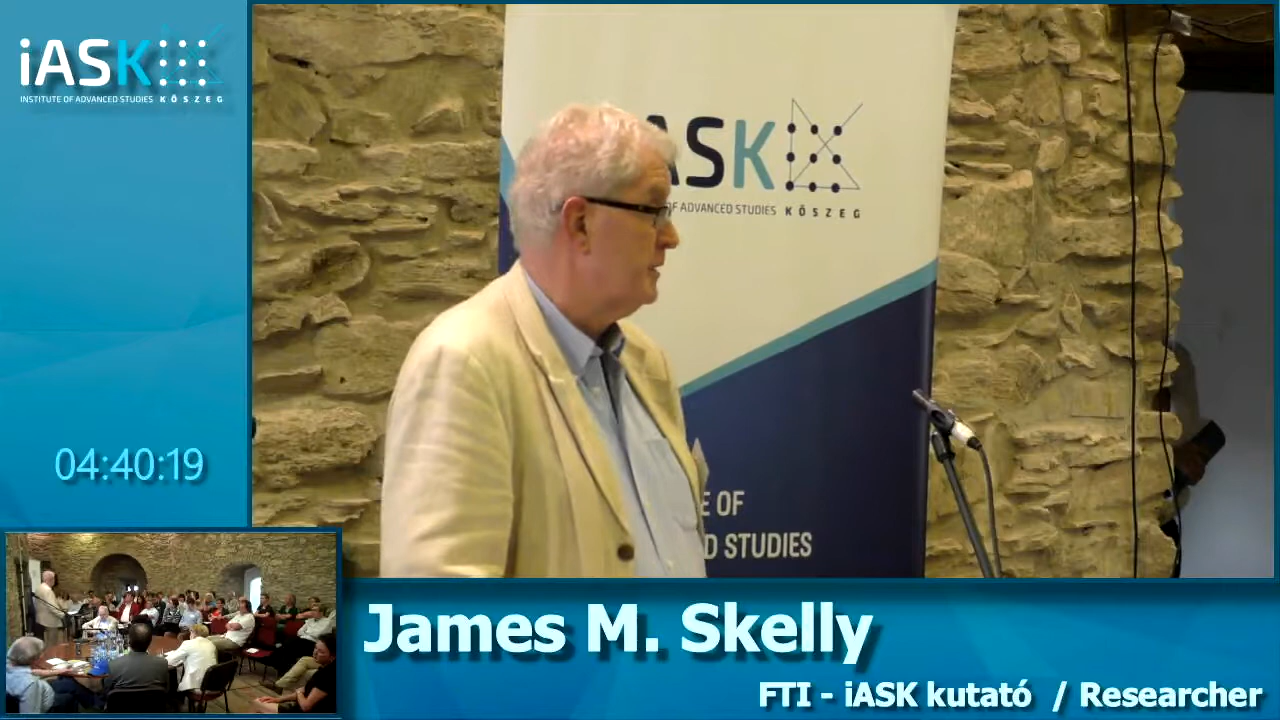 iASK
INSTITUTE OF ADVANCED STUDIES KŐSZEG
ASK
OF ADVANCED STUDIES KŐSZEG
04:40:19
E OF
D STUDIES
James M. Skelly
FTI - iASK kutató / Researcher